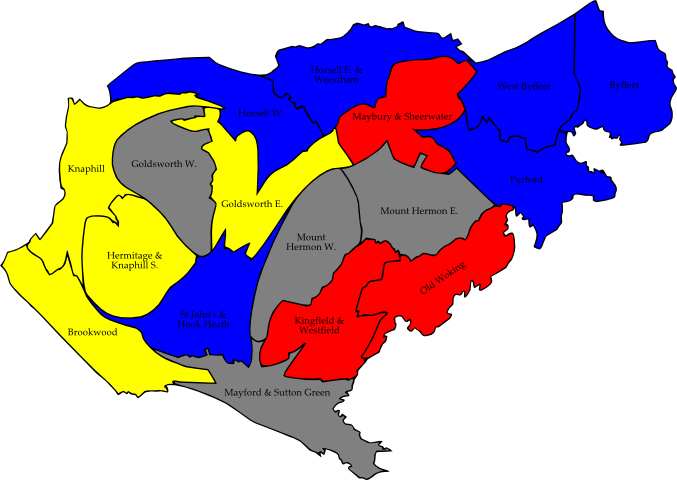 Horsell E. &
Woodham
West Byfleet
Byfleet
Horsell W.
Maybury & Sheerwater
Goldsworth W.
Knaphill
Pyrford
Goldsworth E.
Mount Hermon E.
Mount
Hermon W.
Hermitage &
Knaphill S.
Old Woking
St John's &
Hook Heath
Kingfield &
Westfield
Brookwood
Mayford & Sutton Green